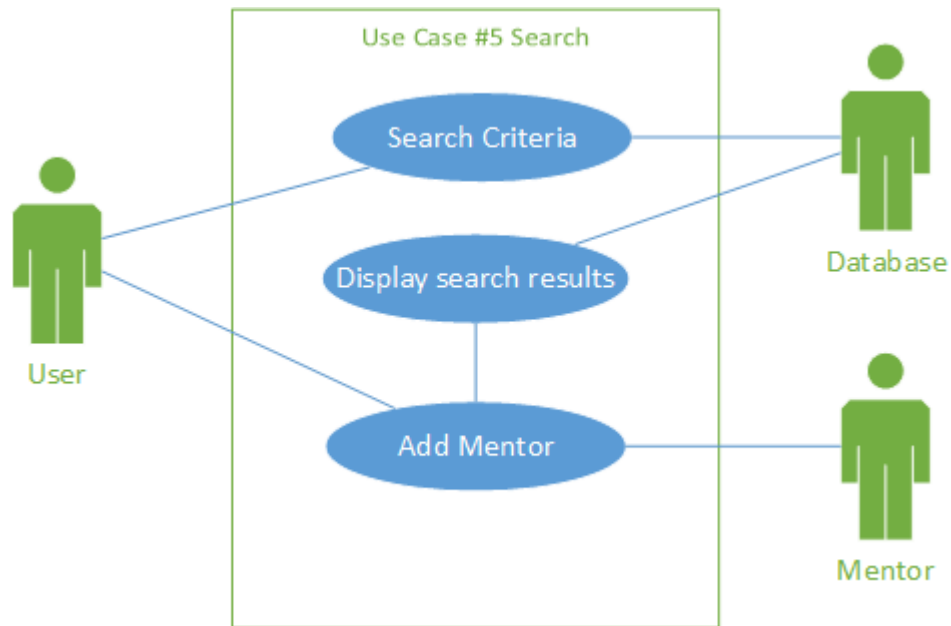 Use Case #5 Search
Search Criteria
Display search results
Database
User
Add Mentor
Mentor